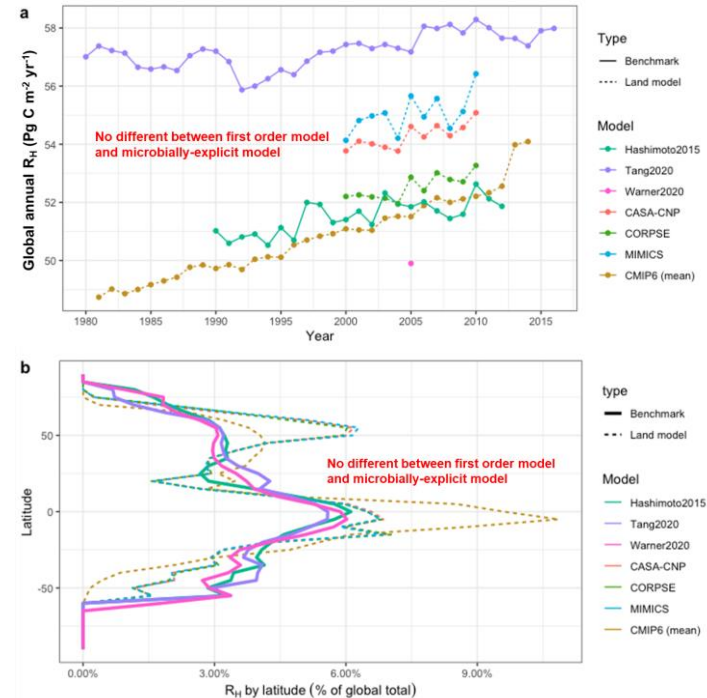 a
Global annual RH (Pg C m-2 yr-1)
58
56
54
52
50
No different between first order model
and microbially-explicit model
1980
1985
1990
1995
2000
2005
2010
2015
Year
Type
Benchmark
Land model
Model
Hashimoto2015
Tang2020
Warner2020
CASA-CNP
CORPSE
MIMICS
CMIP6 (mean)
b
Latitude
50
0
-50
No different between first order model
and microbially-explicit model
0.00%
3.00%
6.00%
9.00%
RH by latitude (% of global total)
type
Benchmark
Land model
Model
Hashimoto2015
Tang2020
Warner2020
CASA-CNP
CORPSE
MIMICS
CMIP6 (mean)